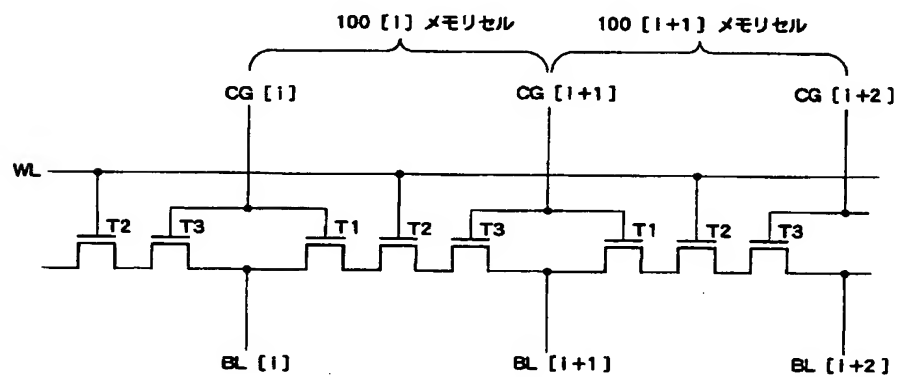 100 [i] メモリセル 100 [i+1] メモリセル
CG [i] CG [i+1] CG [i+2]
WL
T2 T3 T1 T2 T3 T1 T2 T3
BL [i] BL [i+1] BL [i+2]